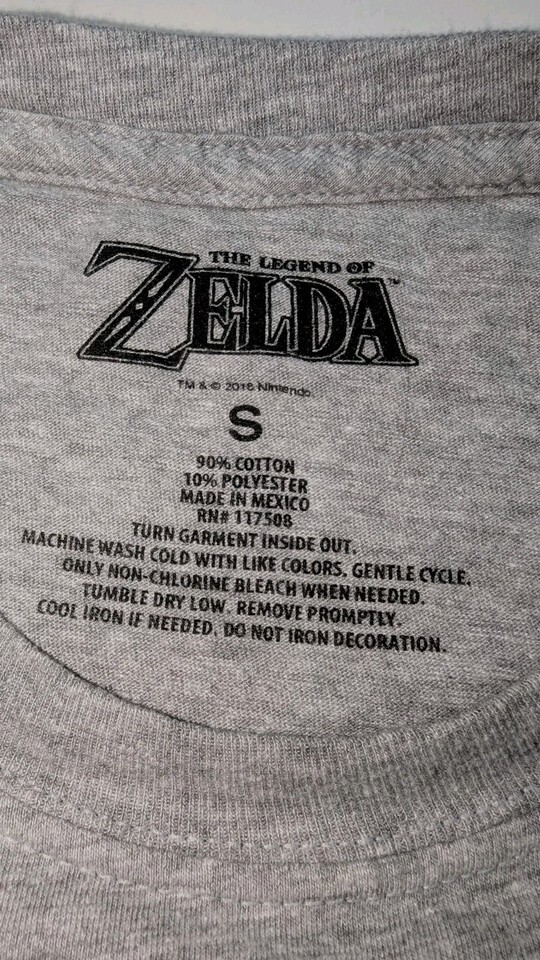 THE LEGEND OF
ZELDA™
TM & © 2016 Nintendo
S
90% COTTON
10% POLYESTER
MADE IN MEXICO
RN# 117508
TURN GARMENT INSIDE OUT.
MACHINE WASH COLD WITH LIKE COLORS. GENTLE CYCLE.
ONLY NON-CHLORINE BLEACH WHEN NEEDED.
TUMBLE DRY LOW. REMOVE PROMPTLY.
COOL IRON IF NEEDED. DO NOT IRON DECORATION.